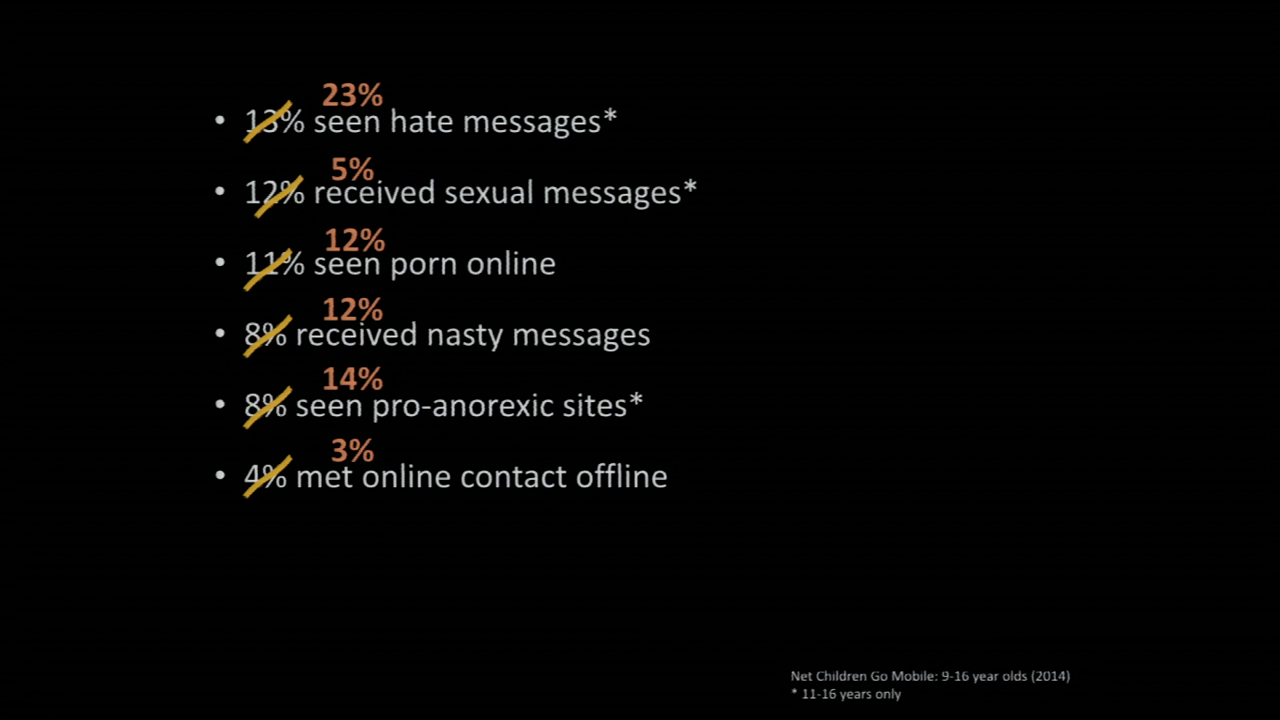 23%
• 13% seen hate messages*
5%
• 12% received sexual messages*
12%
• 11% seen porn online
12%
• 8% received nasty messages
14%
• 8% seen pro-anorexic sites*
3%
• 4% met online contact offline
Net Children Go Mobile: 9-16 year olds (2014)
* 11-16 years only